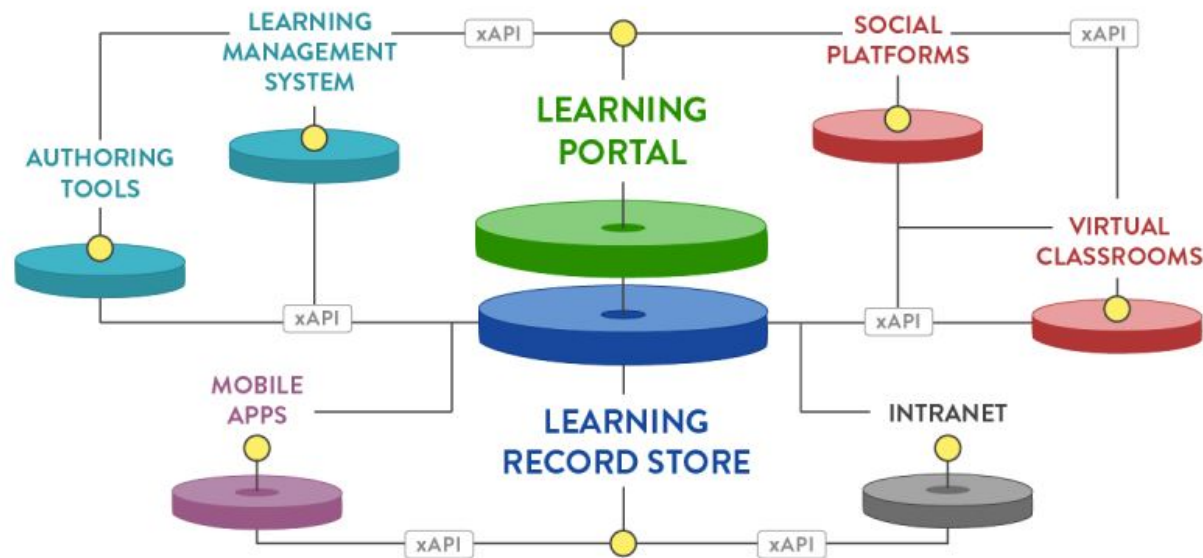 LEARNING
MANAGEMENT
SYSTEM
xAPI
SOCIAL
PLATFORMS
xAPI
LEARNING
PORTAL
AUTHORING
TOOLS
VIRTUAL
CLASSROOMS
xAPI
xAPI
MOBILE
APPS
LEARNING
RECORD STORE
INTRANET
xAPI
xAPI